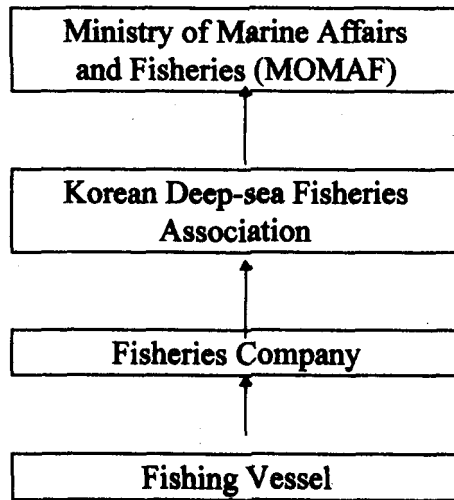 Ministry of Marine Affairs
and Fisheries (MOMAF)
Korean Deep-sea Fisheries
Association
Fisheries Company
Fishing Vessel